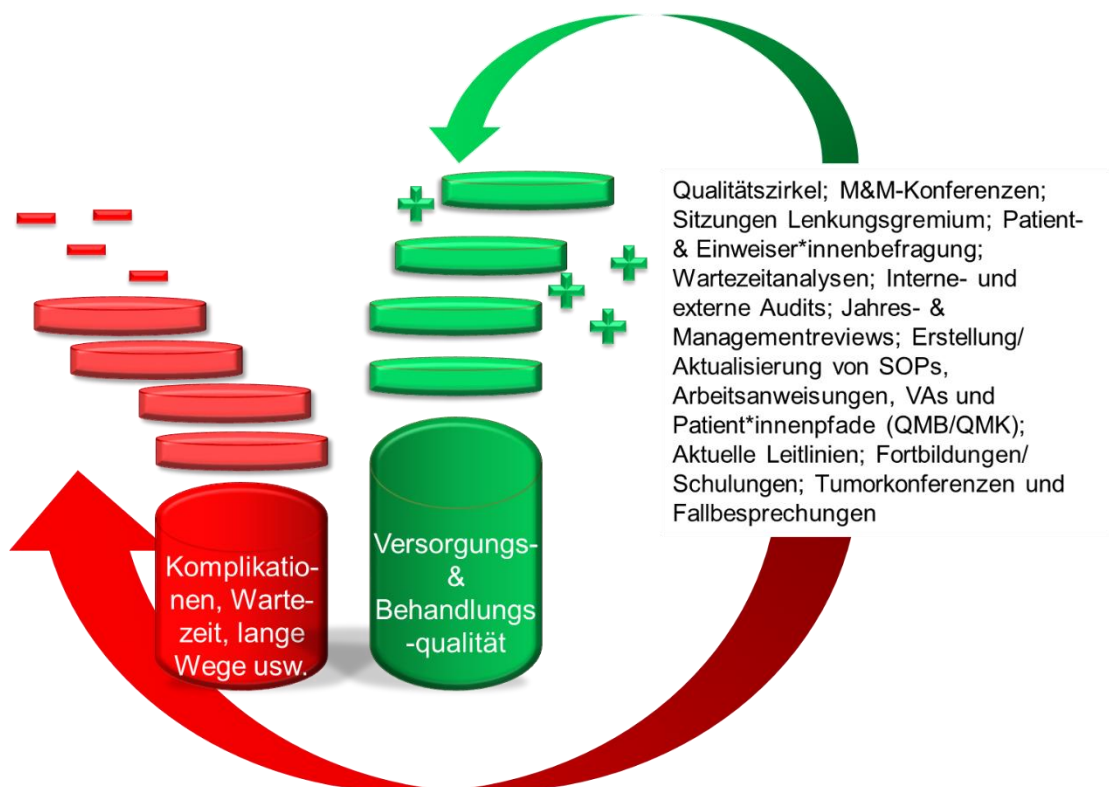 Qualitätszirkel; M&M-Konferenzen;
Sitzungen Lenkungsgremium; Patient-
& Einweiser*innenbefragung;
Wartezeitanalysen; Interne- und
externe Audits; Jahres- &
Managementreviews; Erstellung/
Aktualisierung von SOPs,
Arbeitsanweisungen, VAs und
Patient*innenpfade (QMB/QMK);
Aktuelle Leitlinien; Fortbildungen/
Schulungen; Tumorkonferenzen und
Fallbesprechungen
Komplikatio-
nen, Warte-
zeit, lange
Wege usw.
Versorgungs-
&
Behandlungs
-qualität